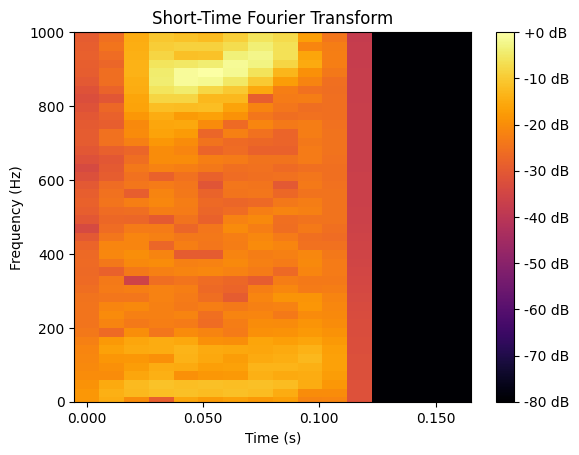 Short-Time Fourier Transform
1000
800
600
400
200
0
Frequency (Hz)
0.000
0.050
0.100
0.150
Time (s)
+0 dB
-10 dB
-20 dB
-30 dB
-40 dB
-50 dB
-60 dB
-70 dB
-80 dB